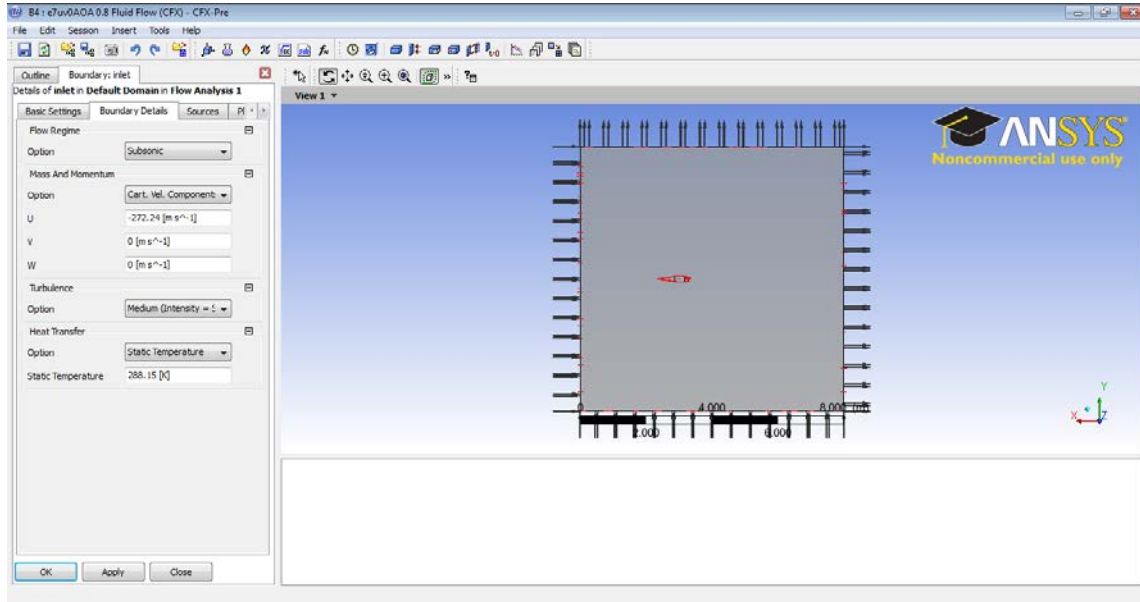 B4 : e7uv0AOA 0.8 Fluid Flow (CFX) - CFX-Pre
File Edit Session Insert Tools Help
Outline Boundary: inlet
Details of inlet in Default Domain in Flow Analysis 1
Basic Settings Boundary Details Sources Pl
Flow Regime
Option Subsonic
Mass And Momentum
Option Cart. Vel. Component:
U -272.24 [m s^-1]
V 0 [m s^-1]
W 0 [m s^-1]
Turbulence
Option Medium (Intensity =
Heat Transfer
Option Static Temperature
Static Temperature 288.15 [K]
OK Apply Close
View 1
ANSYS
Noncommercial use only
0 4.000 8.000 (m)
2.000 6.000
Y
X Z